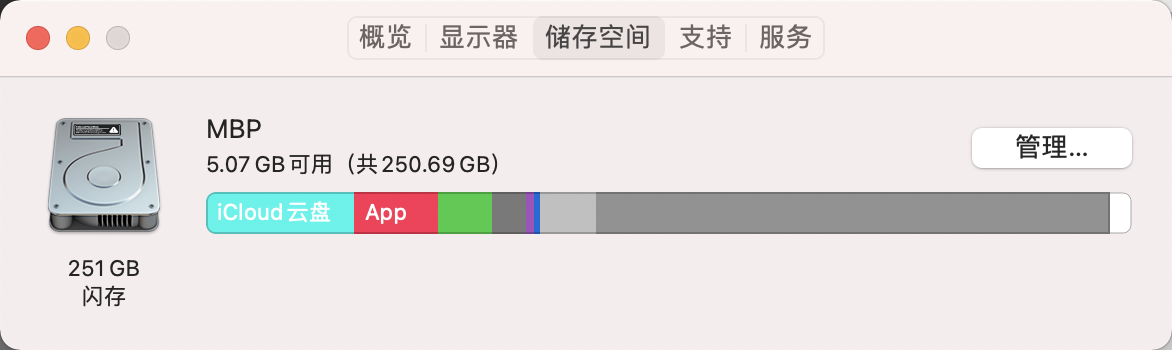 概览 显示器 储存空间 支持 服务
MBP
5.07 GB 可用（共 250.69 GB）
管理...
iCloud 云盘 App
251 GB
闪存